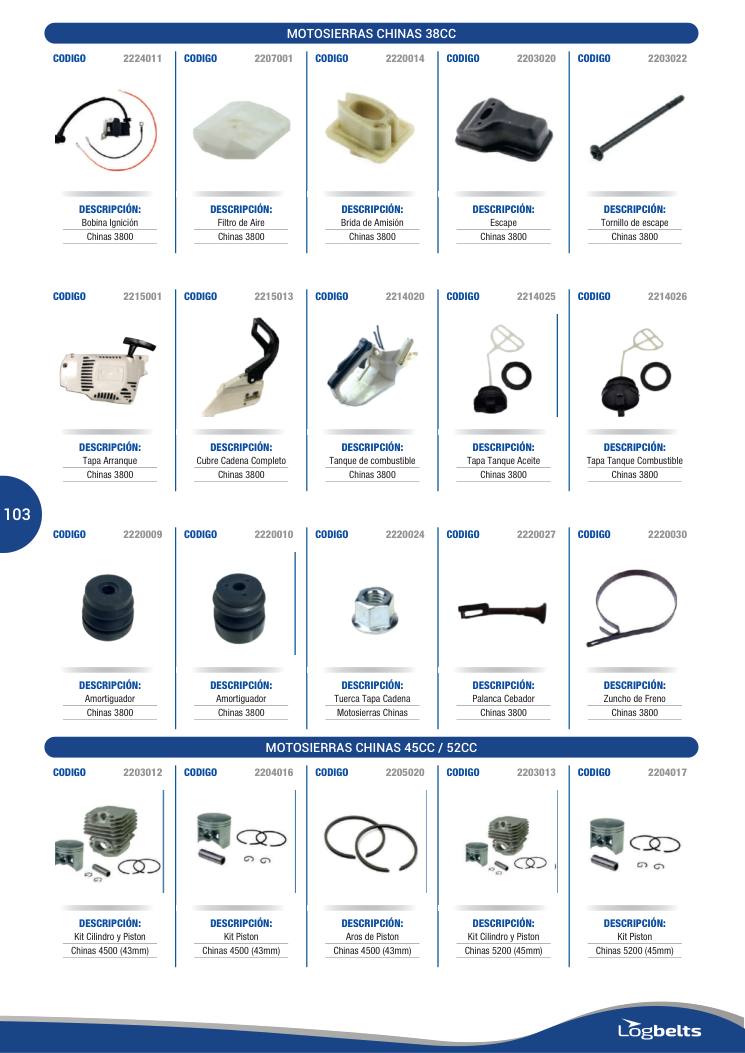 MOTOSIERRAS CHINAS 38CC
CODIGO 2224011
DESCRIPCIÓN:
Bobina Ignición
Chinas 3800
CODIGO 2207001
DESCRIPCIÓN:
Filtro de Aire
Chinas 3800
CODIGO 2220014
DESCRIPCIÓN:
Brida de Amisión
Chinas 3800
CODIGO 2203020
DESCRIPCIÓN:
Escape
Chinas 3800
CODIGO 2203022
DESCRIPCIÓN:
Tornillo de escape
Chinas 3800
CODIGO 2215001
DESCRIPCIÓN:
Tapa Arranque
Chinas 3800
CODIGO 2215013
DESCRIPCIÓN:
Cubre Cadena Completo
Chinas 3800
CODIGO 2214020
DESCRIPCIÓN:
Tanque de combustible
Chinas 3800
CODIGO 2214025
DESCRIPCIÓN:
Tapa Tanque Aceite
Chinas 3800
CODIGO 2214026
DESCRIPCIÓN:
Tapa Tanque Combustible
Chinas 3800
103
CODIGO 2220009
DESCRIPCIÓN:
Amortiguador
Chinas 3800
CODIGO 2220010
DESCRIPCIÓN:
Amortiguador
Chinas 3800
CODIGO 2220024
DESCRIPCIÓN:
Tuerca Tapa Cadena
Motosierras Chinas
CODIGO 2220027
DESCRIPCIÓN:
Palanca Cebador
Chinas 3800
CODIGO 2220030
DESCRIPCIÓN:
Zuncho de Freno
Chinas 3800
MOTOSIERRAS CHINAS 45CC / 52CC
CODIGO 2203012
DESCRIPCIÓN:
Kit Cilindro y Piston
Chinas 4500 (43mm)
CODIGO 2204016
DESCRIPCIÓN:
Kit Piston
Chinas 4500 (43mm)
CODIGO 2205020
DESCRIPCIÓN:
Aros de Piston
Chinas 4500 (43mm)
CODIGO 2203013
DESCRIPCIÓN:
Kit Cilindro y Piston
Chinas 5200 (45mm)
CODIGO 2204017
DESCRIPCIÓN:
Kit Piston
Chinas 5200 (45mm)
Logbelts